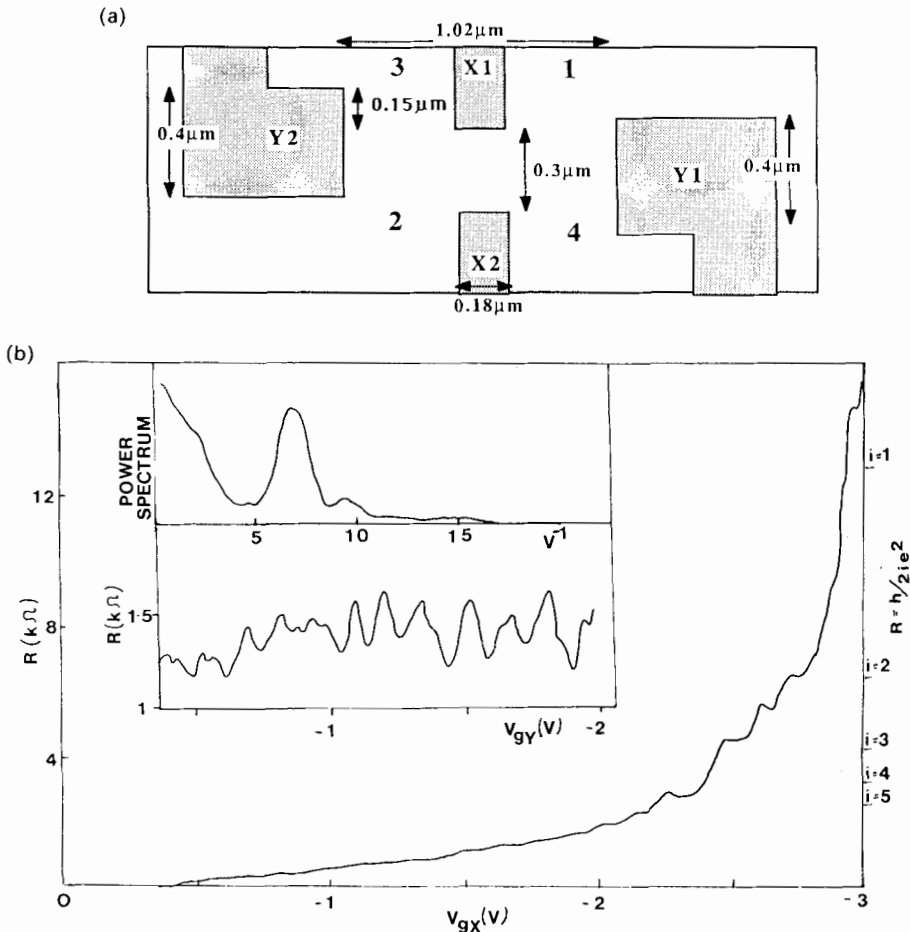 (a)
1.02μm
3
X1
1
0.15μm
0.4μm
Y2
0.3μm
Y1
0.4μm
2
4
X2
0.18μm
(b)
POWER
SPECTRUM
5
10
15
V⁻¹
R(kΩ)
1·5
1
-1
VgY(V)
-2
R(kΩ)
12
8
4
0
-1
VgX(V)
-2
-3
i=1
i=2
i=3
i=4
i=5
R = h/2ie²